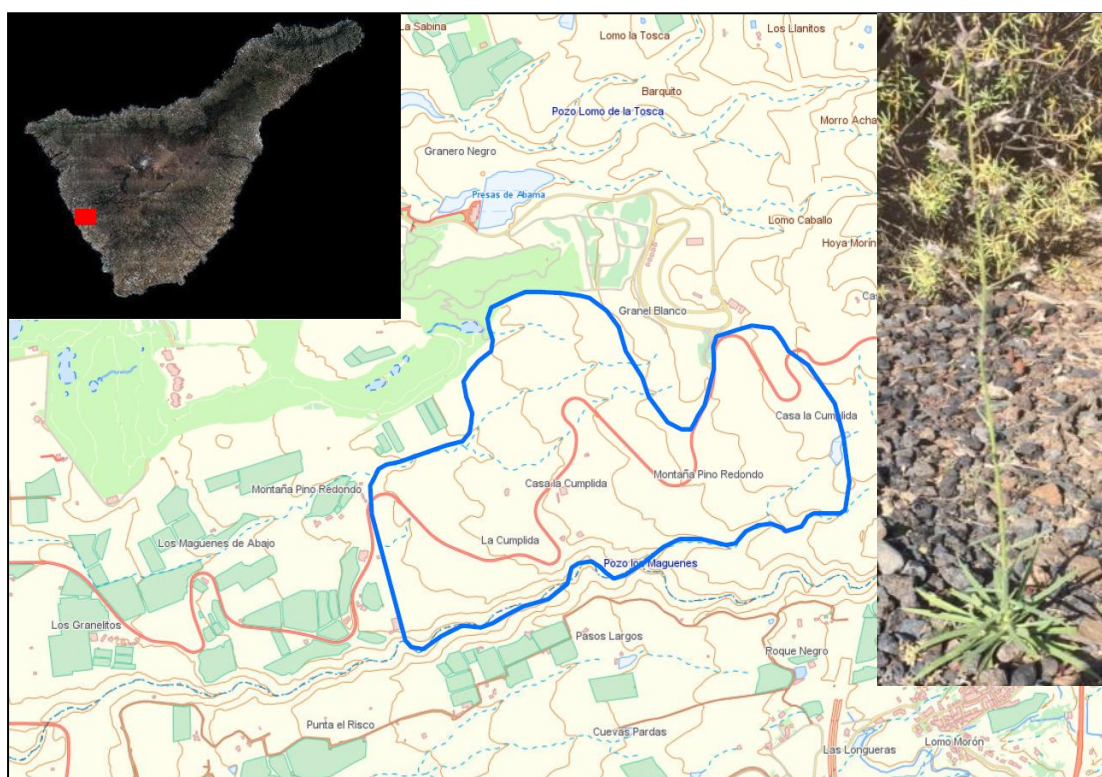 La Sabina
Lomo la Tosca
Los Llanitos
Barquito
Pozo Lomo de la Tosca
Morro Acha
Granero Negro
Presas de Abama
Lomo Caballo
Hoya Morín
Cas
Granel Blanco
Casa la Cumplida
Montaña Pino Redondo
Casa la Cumplida
Montaña Pino Redondo
Los Maguenes de Abajo
La Cumplida
Pozo los Maguenes
Los Granelitos
Pasos Largos
Roque Negro
Punta el Risco
Cuevas Pardas
Las Longueras
Lomo Morón